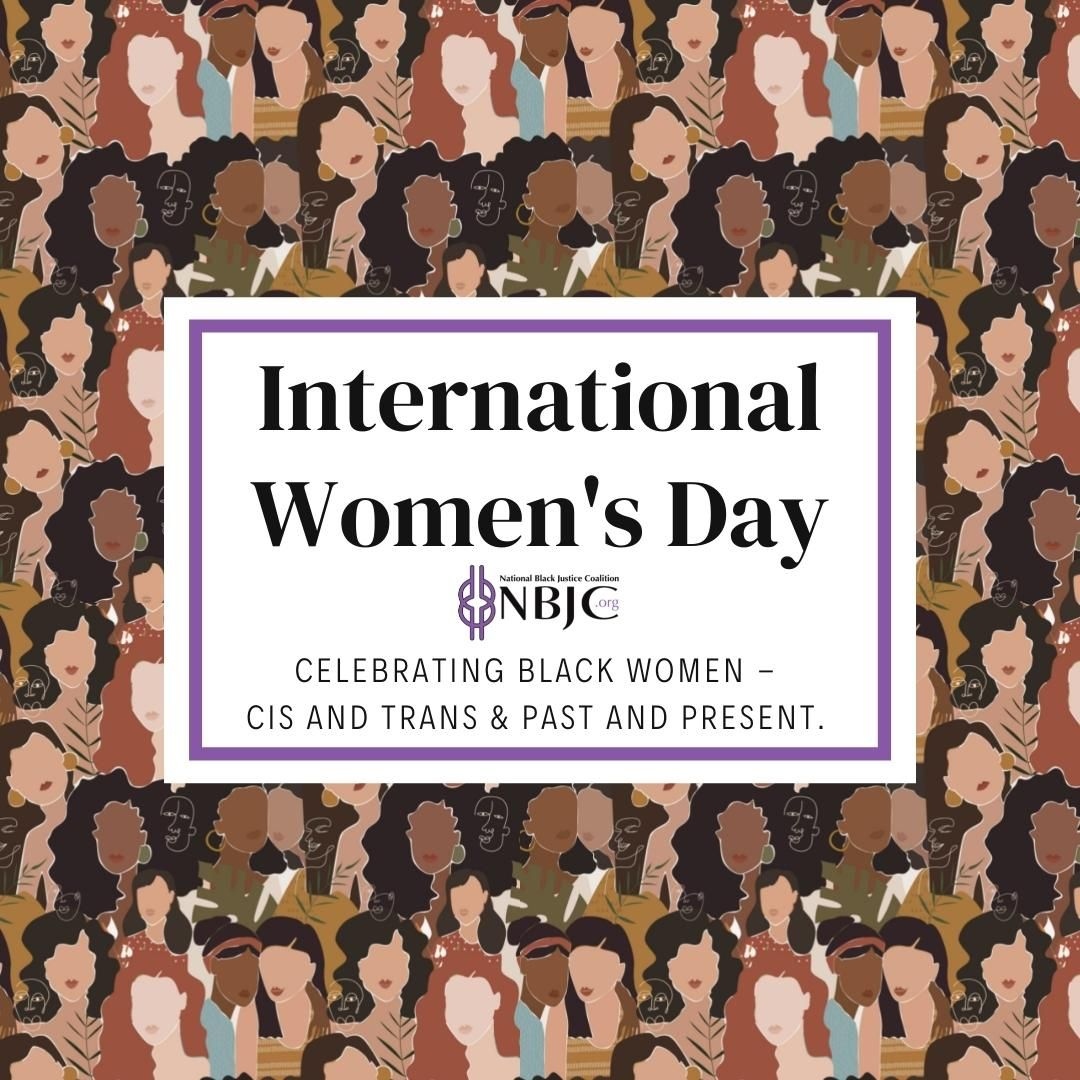 International
Women's Day
National Black Justice Coalition
NBJC.org
CELEBRATING BLACK WOMEN –
CIS AND TRANS & PAST AND PRESENT.